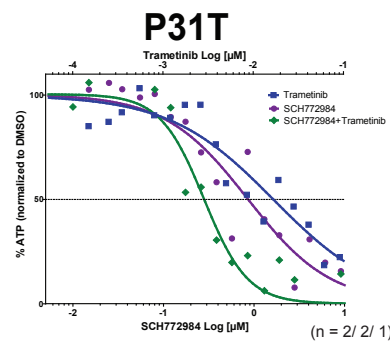 P31T
Trametinib Log [µM]
-4 -3 -2 -1
100
50
0
% ATP (normalized to DMSO)
Trametinib
SCH772984
SCH772984+Trametinib
-2 -1 0 1
SCH772984 Log [µM]
(n = 2/ 2/ 1)